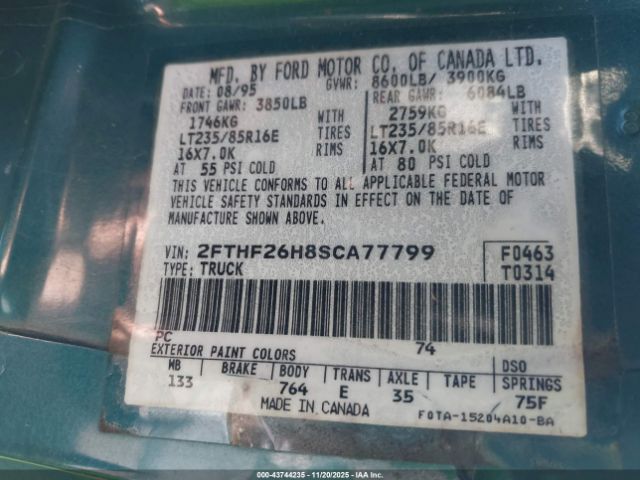 MFD. BY FORD MOTOR CO. OF CANADA LTD.
DATE: 08/95 GVWR: 8600LB/ 3900KG
FRONT GAWR: 3850LB REAR GAWR: 6084LB
1746KG WITH 2759KG WITH
LT235/85R16E TIRES LT235/85R16E TIRES
16X7.0K RIMS 16X7.0K RIMS
AT 55 PSI COLD AT 80 PSI COLD
THIS VEHICLE CONFORMS TO ALL APPLICABLE FEDERAL MOTOR
VEHICLE SAFETY STANDARDS IN EFFECT ON THE DATE OF
MANUFACTURE SHOWN ABOVE.
VIN: 2FTHF26H8SCA77799 F0463
TYPE: TRUCK T0314
PC 74
EXTERIOR PAINT COLORS DSO
WB BRAKE BODY TRANS AXLE TAPE SPRINGS
133 764 E 35 75F
MADE IN CANADA F0TA-15204A10-BA
000-43744235 - 11/20/2025 - IAAI.COM